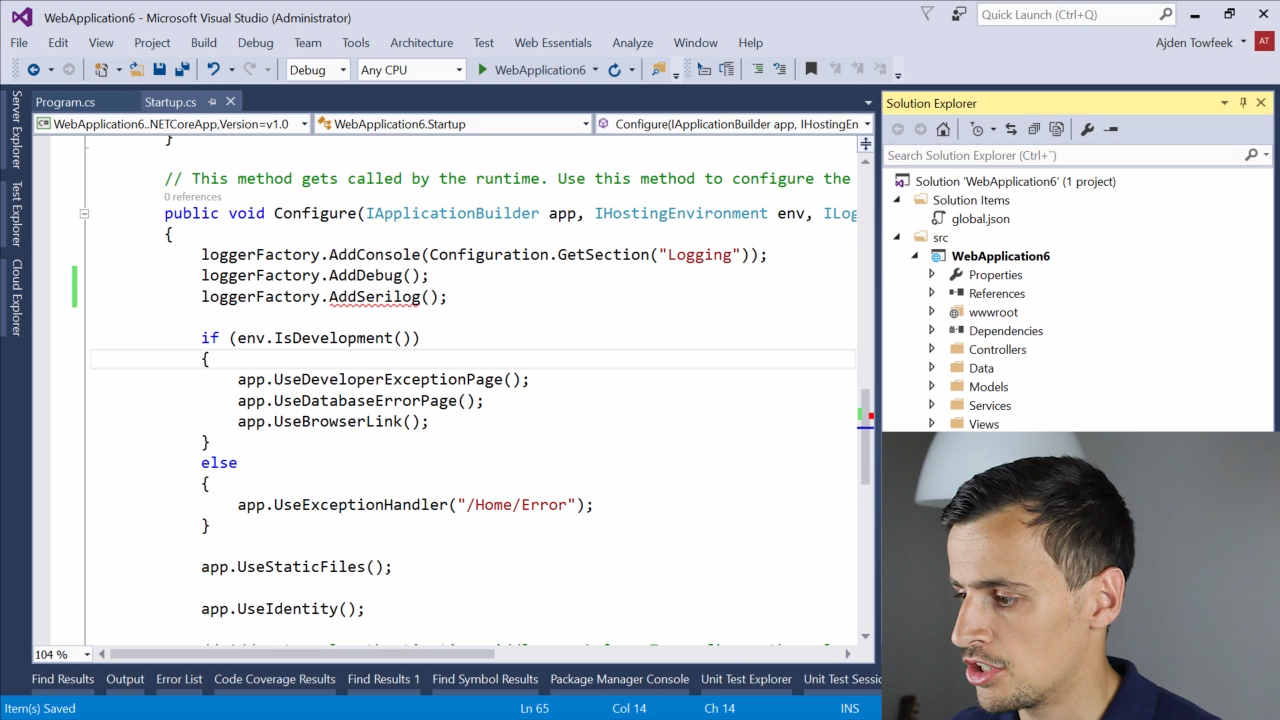 WebApplication6 - Microsoft Visual Studio (Administrator)
Quick Launch (Ctrl+Q)
File Edit View Project Build Debug Team Tools Architecture Test Web Essentials Analyze Window Help
Ajden Towfeek
AT
Debug Any CPU WebApplication6
Server Explorer
Test Explorer
Cloud Explorer
Program.cs Startup.cs
WebApplication6..NETCoreApp,Version=v1.0 WebApplication6.Startup Configure(IApplicationBuilder app, IHostingEn
}
// This method gets called by the runtime. Use this method to configure the
0 references
public void Configure(IApplicationBuilder app, IHostingEnvironment env, ILog
{
loggerFactory.AddConsole(Configuration.GetSection("Logging"));
loggerFactory.AddDebug();
loggerFactory.AddSerilog();
if (env.IsDevelopment())
{
app.UseDeveloperExceptionPage();
app.UseDatabaseErrorPage();
app.UseBrowserLink();
}
else
{
app.UseExceptionHandler("/Home/Error");
}
app.UseStaticFiles();
app.UseIdentity();
104 %
Solution Explorer
Search Solution Explorer (Ctrl+¨)
Solution 'WebApplication6' (1 project)
Solution Items
global.json
src
WebApplication6
Properties
References
wwwroot
Dependencies
Controllers
Data
Models
Services
Views
Find Results Output Error List Code Coverage Results Find Results 1 Find Symbol Results Package Manager Console Unit Test Explorer Unit Test Sessi
Item(s) Saved Ln 65 Col 14 Ch 14 INS